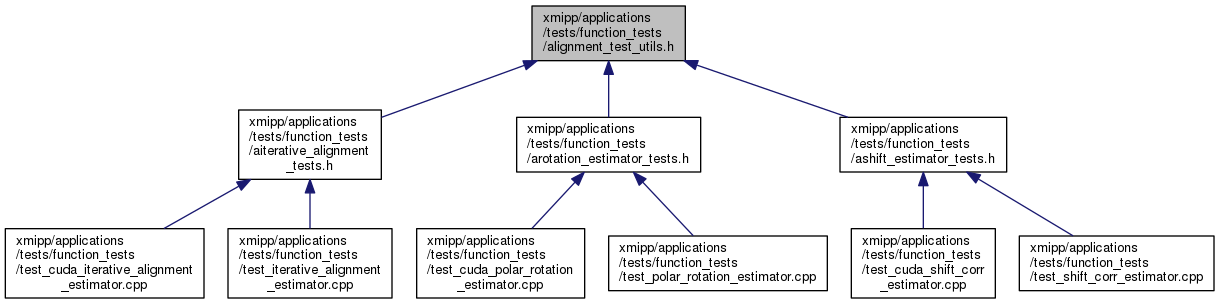 xmipp/applications
/tests/function_tests
/alignment_test_utils.h
xmipp/applications
/tests/function_tests
/aiterative_alignment
_tests.h
xmipp/applications
/tests/function_tests
/arotation_estimator_tests.h
xmipp/applications
/tests/function_tests
/ashift_estimator_tests.h
xmipp/applications
/tests/function_tests
/test_cuda_iterative_alignment
_estimator.cpp
xmipp/applications
/tests/function_tests
/test_iterative_alignment
_estimator.cpp
xmipp/applications
/tests/function_tests
/test_cuda_polar_rotation
_estimator.cpp
xmipp/applications
/tests/function_tests
/test_polar_rotation_estimator.cpp
xmipp/applications
/tests/function_tests
/test_cuda_shift_corr
_estimator.cpp
xmipp/applications
/tests/function_tests
/test_shift_corr_estimator.cpp